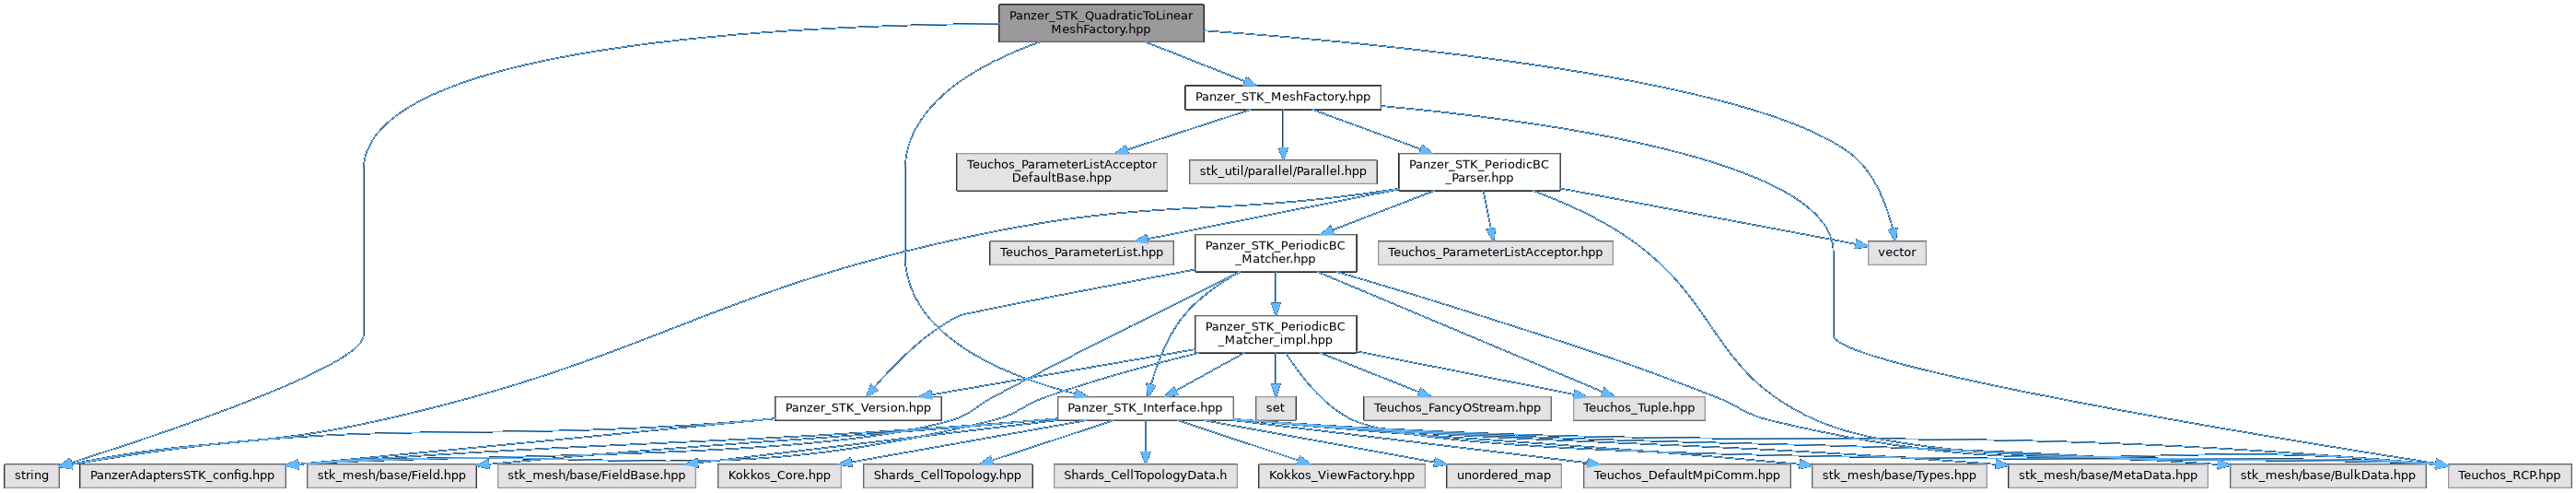 Panzer_STK_QuadraticToLinear
MeshFactory.hpp
Panzer_STK_MeshFactory.hpp
Teuchos_ParameterListAcceptor
DefaultBase.hpp
stk_util/parallel/Parallel.hpp
Panzer_STK_PeriodicBC
_Parser.hpp
Teuchos_ParameterList.hpp
Panzer_STK_PeriodicBC
_Matcher.hpp
Teuchos_ParameterListAcceptor.hpp
vector
Panzer_STK_PeriodicBC
_Matcher_impl.hpp
Panzer_STK_Version.hpp
Panzer_STK_Interface.hpp
set
Teuchos_FancyOStream.hpp
Teuchos_Tuple.hpp
string
PanzerAdaptersSTK_config.hpp
stk_mesh/base/Field.hpp
stk_mesh/base/FieldBase.hpp
Kokkos_Core.hpp
Shards_CellTopology.hpp
Shards_CellTopologyData.h
Kokkos_ViewFactory.hpp
unordered_map
Teuchos_DefaultMpiComm.hpp
stk_mesh/base/Types.hpp
stk_mesh/base/MetaData.hpp
stk_mesh/base/BulkData.hpp
Teuchos_RCP.hpp